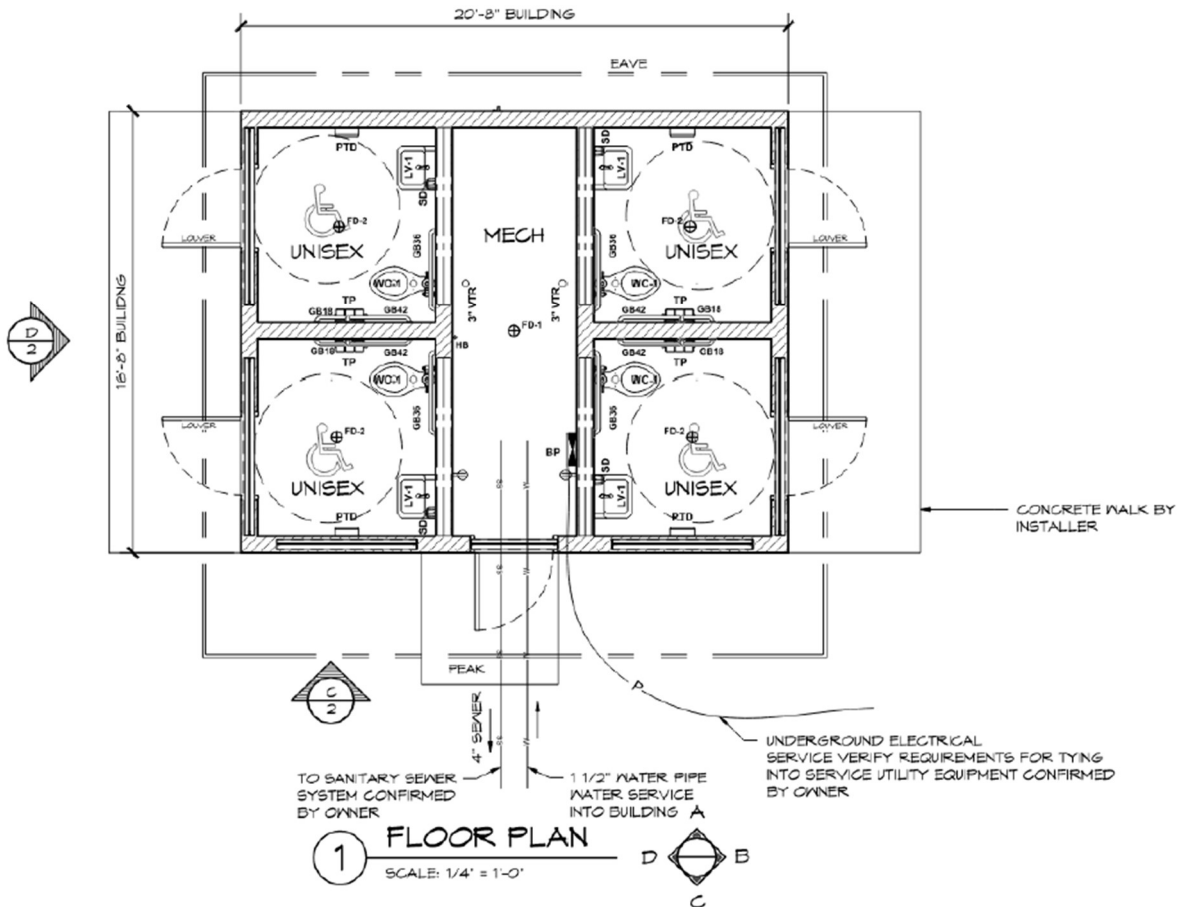 20'-8" BUILDING
EAVE
PTD
PTD
LV-1
SD
SD
LV-1
FD-2
FD-2
UNISEX
MECH
UNISEX
LOUVER
LOUVER
GB36
GB36
WC-1
WC-1
3" VTR
3" VTR
TP
TP
GB18
GB42
GB42
GB18
FD-1
D
2
16'-8" BUILIDNG
HB
GB18
GB42
GB42
GB18
TP
TP
WC-1
WC-1
GB36
GB36
LOUVER
LOUVER
FD-2
FD-2
BP
UNISEX
UNISEX
LV-1
SD
SD
LV-1
PTD
PTD
SS
W
CONCRETE WALK BY
INSTALLER
SS
W
SS
W
PEAK
C
2
P
4" SEWER
SS
W
UNDERGROUND ELECTRICAL
SERVICE VERIFY REQUIREMENTS FOR TYING
INTO SERVICE UTILITY EQUIPMENT CONFIRMED
BY OWNER
TO SANITARY SEWER
SYSTEM CONFIRMED
BY OWNER
1 1/2" WATER PIPE
WATER SERVICE
INTO BUILDING
A
1
FLOOR PLAN
SCALE: 1/4' = 1'-0'
D
B
C